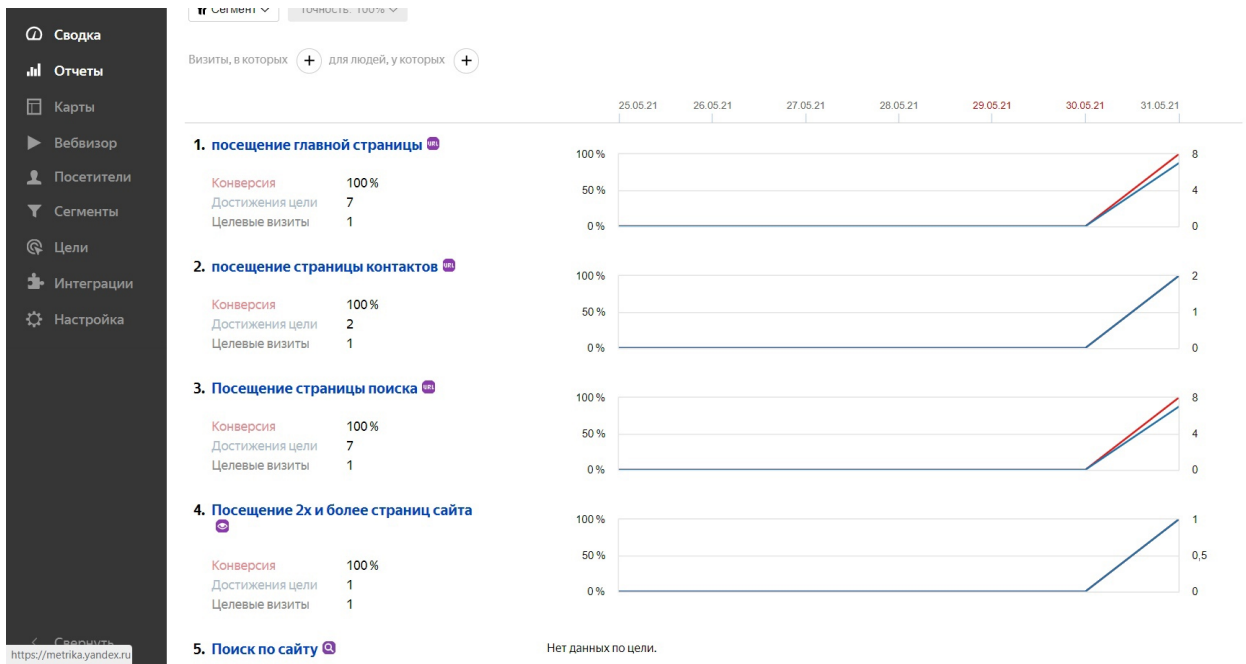 Сегмент Точность: 100%
Сводка
Отчеты
Карты
Вебвизор
Посетители
Сегменты
Цели
Интеграции
Настройка
Свернуть
https://metrika.yandex.ru
Визиты, в которых + для людей, у которых +
25.05.21 26.05.21 27.05.21 28.05.21 29.05.21 30.05.21 31.05.21
1. посещение главной страницы URL
Конверсия 100 %
Достижения цели 7
Целевые визиты 1
100 % 8
50 % 4
0 % 0
2. посещение страницы контактов URL
Конверсия 100 %
Достижения цели 2
Целевые визиты 1
100 % 2
50 % 1
0 % 0
3. Посещение страницы поиска URL
Конверсия 100 %
Достижения цели 7
Целевые визиты 1
100 % 8
50 % 4
0 % 0
4. Посещение 2х и более страниц сайта
Конверсия 100 %
Достижения цели 1
Целевые визиты 1
100 % 1
50 % 0,5
0 % 0
5. Поиск по сайту
Нет данных по цели.